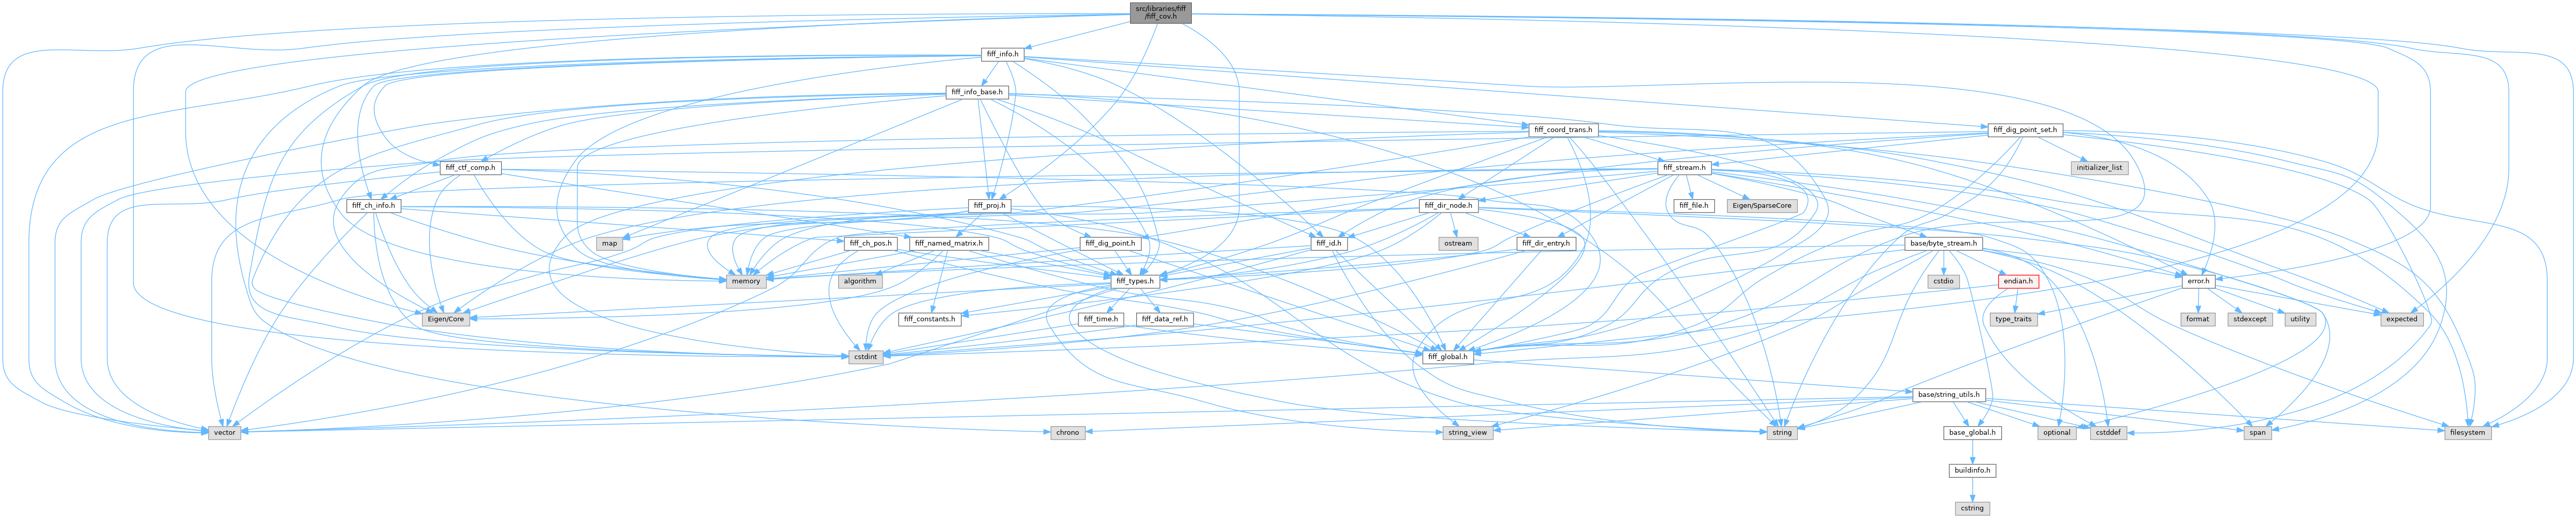 src/libraries/fiff
/fiff_cov.h
fiff_info.h
fiff_info_base.h
fiff_coord_trans.h
fiff_dig_point_set.h
fiff_ctf_comp.h
fiff_stream.h
initializer_list
fiff_ch_info.h
fiff_proj.h
fiff_dir_node.h
fiff_file.h
Eigen/SparseCore
map
fiff_ch_pos.h
fiff_named_matrix.h
fiff_dig_point.h
fiff_id.h
ostream
fiff_dir_entry.h
base/byte_stream.h
memory
algorithm
fiff_types.h
cstdio
endian.h
error.h
Eigen/Core
fiff_constants.h
fiff_time.h
fiff_data_ref.h
type_traits
format
stdexcept
utility
expected
cstdint
fiff_global.h
base/string_utils.h
vector
chrono
string_view
string
base_global.h
optional
cstddef
span
filesystem
buildinfo.h
cstring